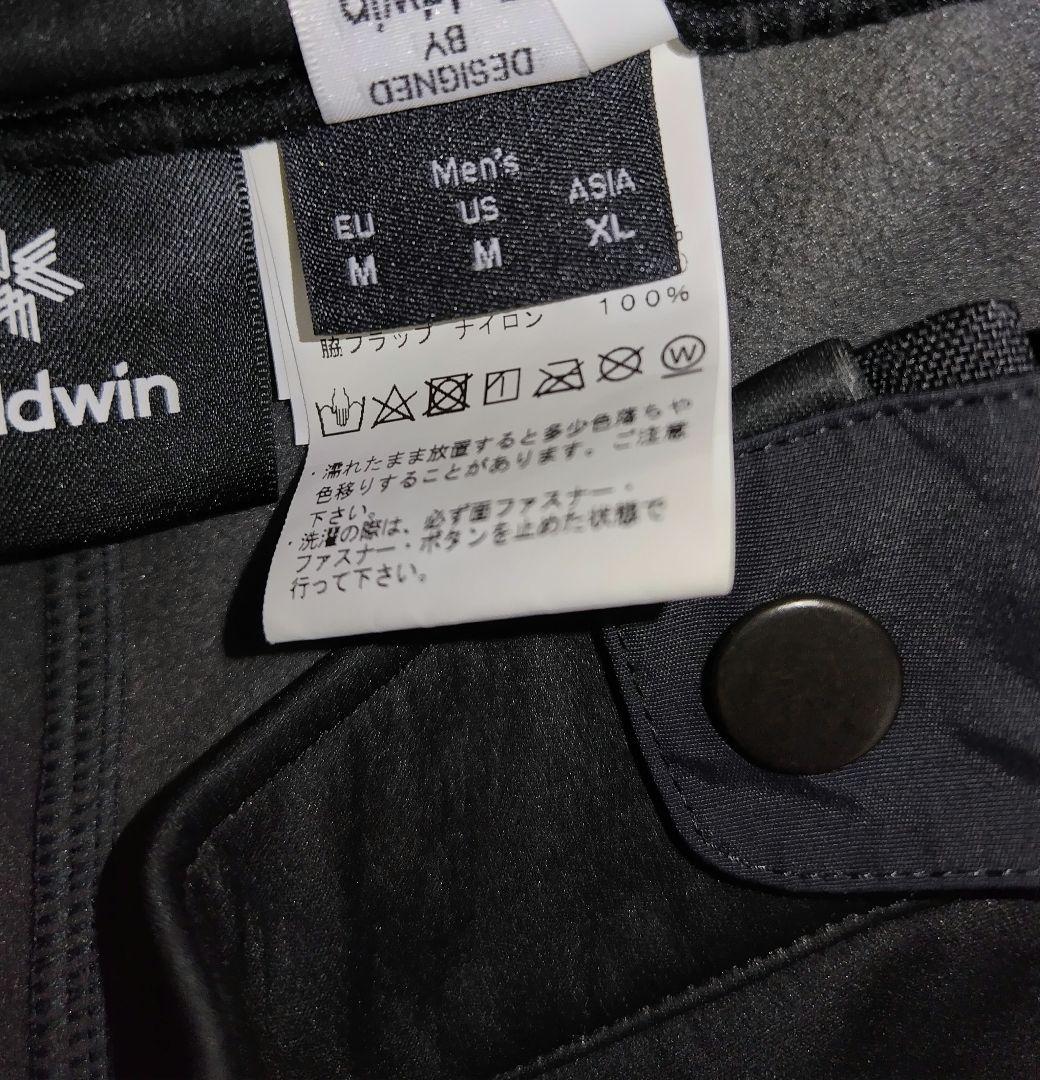 DESIGNED
BY
ldwin
Men's
EU US ASIA
M M XL
ldwin
100%
脇フラップ ナイロン
W
・濡れたまま放置すると多少色落ちや
色移りすることがあります。ご注意
下さい。
・洗濯の際は、必ず面ファスナー・
ファスナー・ボタンを止めた状態で
行って下さい。